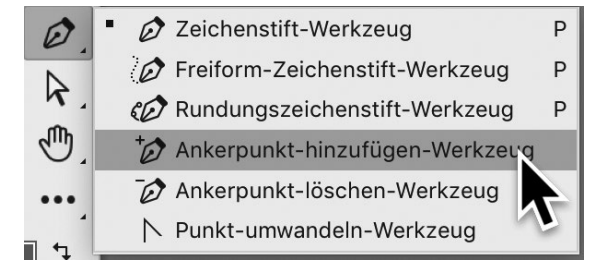 Zeichenstift-Werkzeug P
Freiform-Zeichenstift-Werkzeug P
Rundungszeichenstift-Werkzeug P
Ankerpunkt-hinzufügen-Werkzeug
Ankerpunkt-löschen-Werkzeug
Punkt-umwandeln-Werkzeug